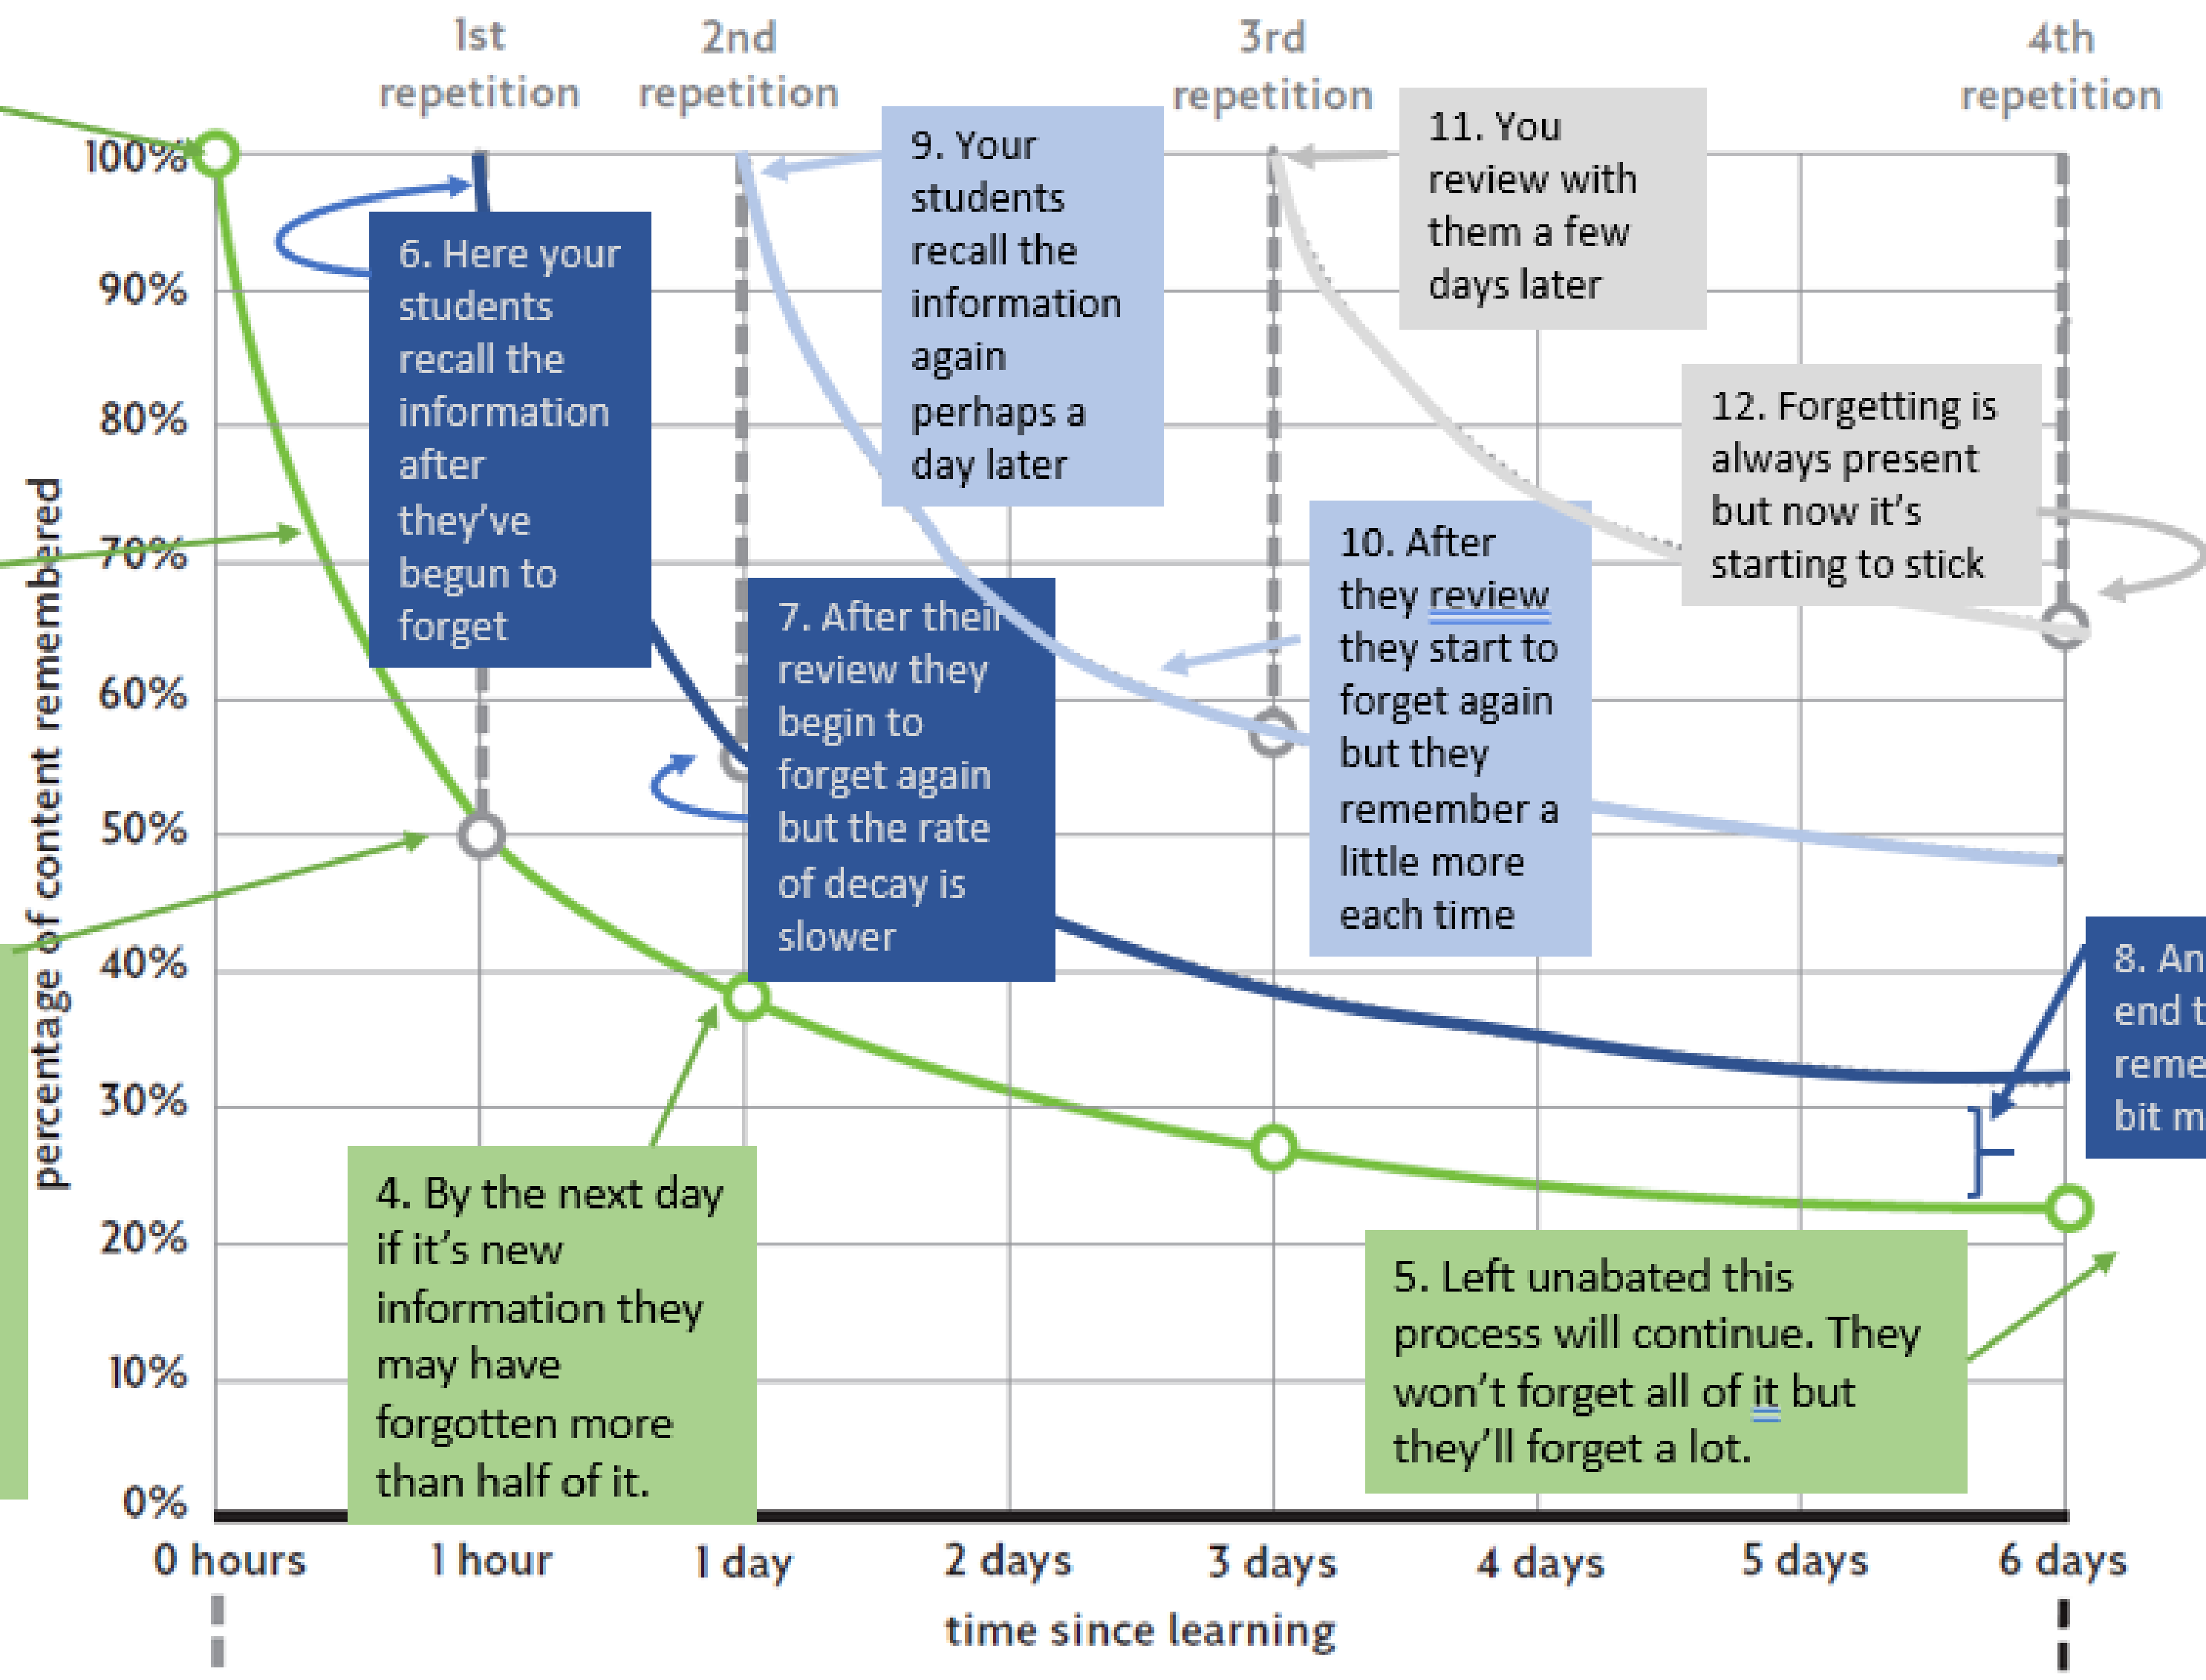 1st
repetition
2nd
repetition
3rd
repetition
4th
repetition
100%
90%
80%
70%
60%
50%
40%
30%
20%
10%
0%
percentage of content remembered
6. Here your
students
recall the
information
after
they’ve
begun to
forget
9. Your
students
recall the
information
again
perhaps a
day later
11. You
review with
them a few
days later
12. Forgetting is
always present
but now it’s
starting to stick
7. After their
review they
begin to
forget again
but the rate
of decay is
slower
10. After
they review
they start to
forget again
but they
remember a
little more
each time
8. An
end t
reme
bit m
4. By the next day
if it’s new
information they
may have
forgotten more
than half of it.
5. Left unabated this
process will continue. They
won’t forget all of it but
they’ll forget a lot.
0 hours
1 hour
1 day
2 days
3 days
4 days
5 days
6 days
time since learning